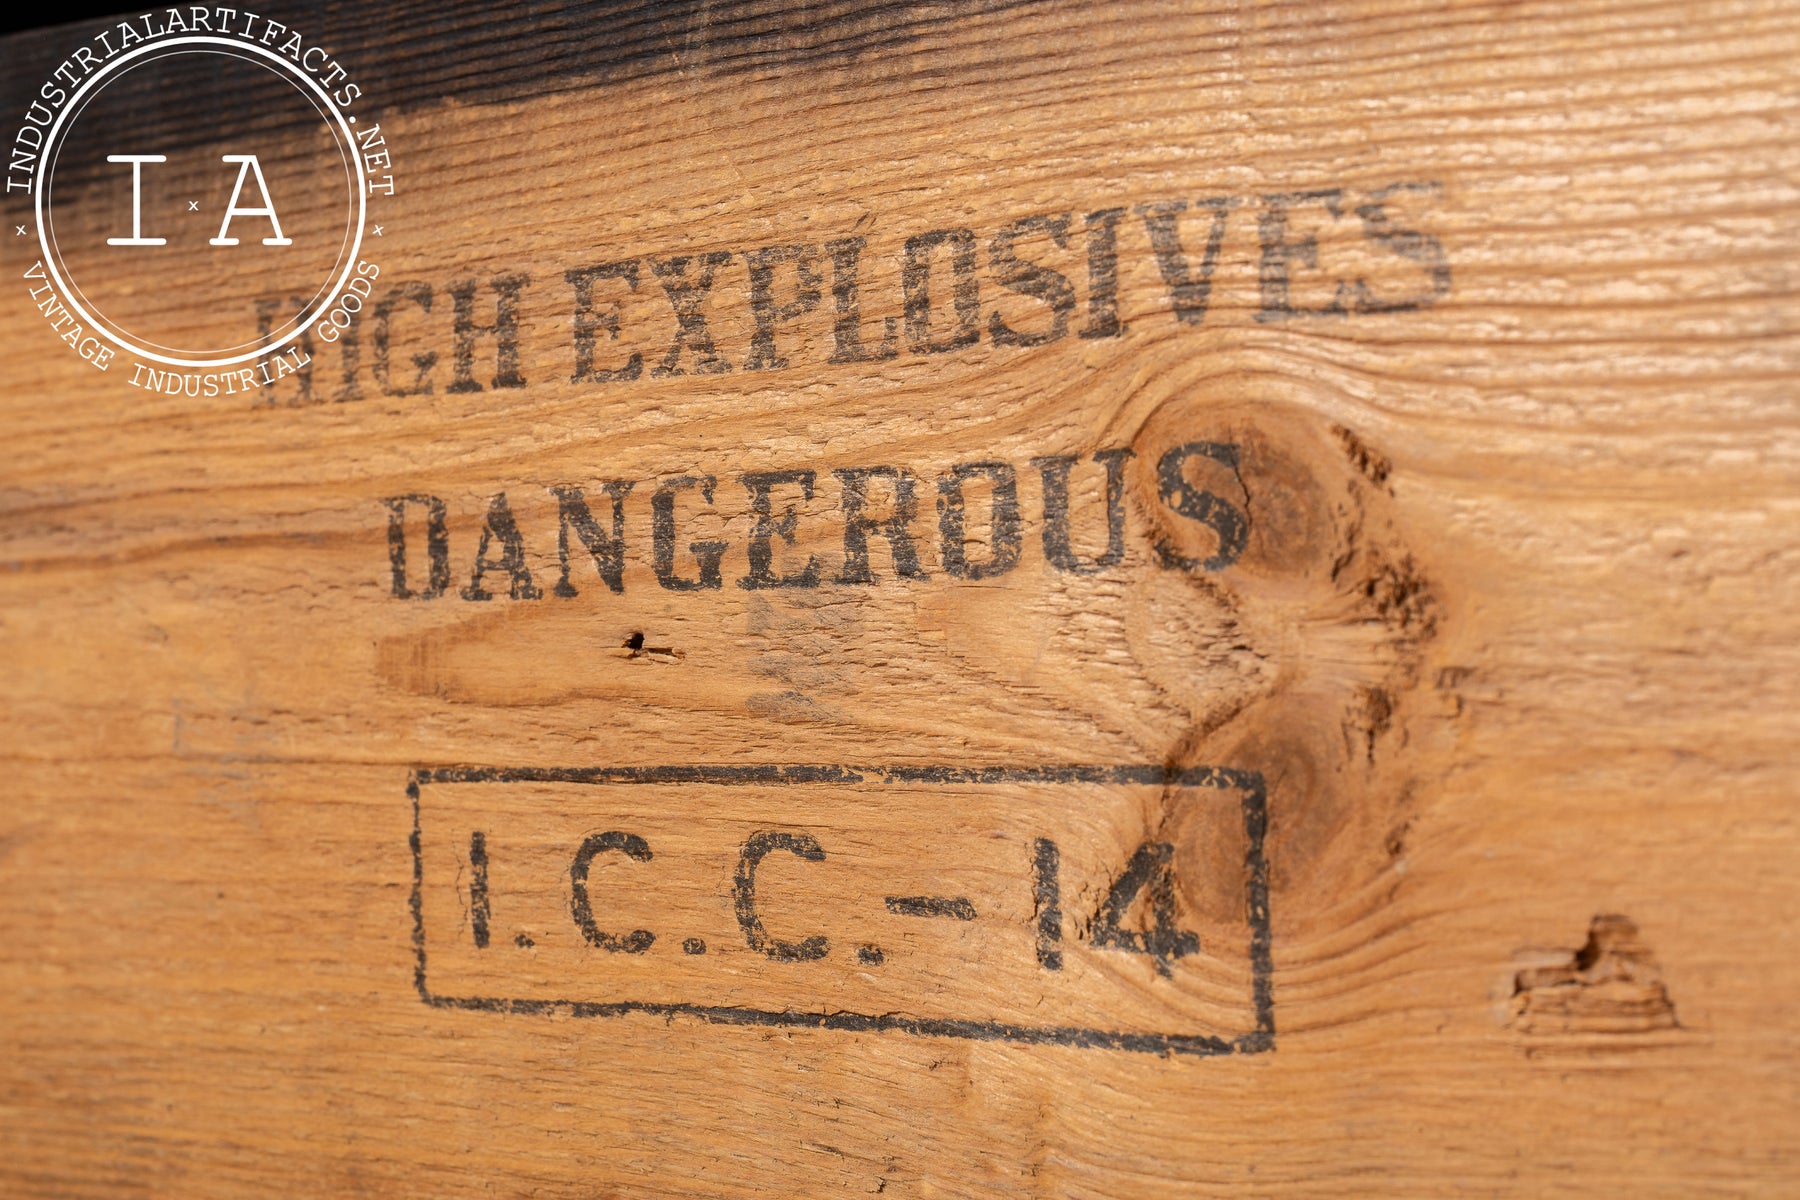 INDUSTRIALARTIFACTS.NET
I x A
x x
VINTAGE INDUSTRIAL GOODS
HIGH EXPLOSIVES
DANGEROUS
I.C.C.-14